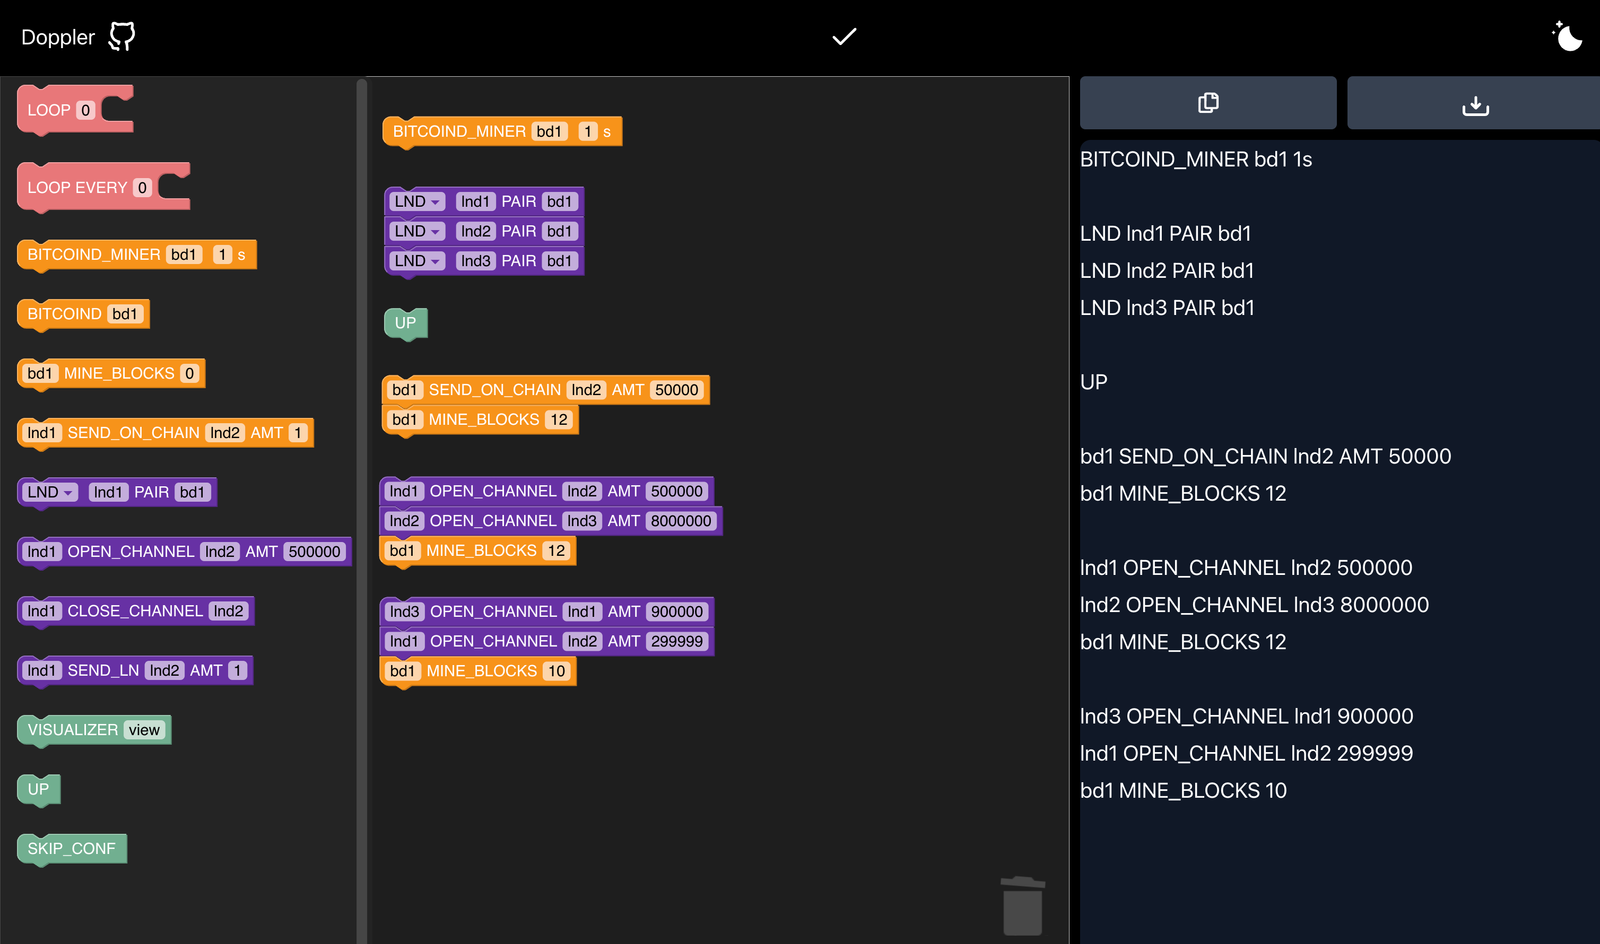 Doppler
LOOP 0
LOOP EVERY 0
BITCOIND_MINER bd1 1 s
BITCOIND bd1
bd1 MINE_BLOCKS 0
lnd1 SEND_ON_CHAIN lnd2 AMT 1
LND lnd1 PAIR bd1
lnd1 OPEN_CHANNEL lnd2 AMT 500000
lnd1 CLOSE_CHANNEL lnd2
lnd1 SEND_LN lnd2 AMT 1
VISUALIZER view
UP
SKIP_CONF
BITCOIND_MINER bd1 1 s
LND lnd1 PAIR bd1
LND lnd2 PAIR bd1
LND lnd3 PAIR bd1
UP
bd1 SEND_ON_CHAIN lnd2 AMT 50000
bd1 MINE_BLOCKS 12
lnd1 OPEN_CHANNEL lnd2 AMT 500000
lnd2 OPEN_CHANNEL lnd3 AMT 8000000
bd1 MINE_BLOCKS 12
lnd3 OPEN_CHANNEL lnd1 AMT 900000
lnd1 OPEN_CHANNEL lnd2 AMT 299999
bd1 MINE_BLOCKS 10
BITCOIND_MINER bd1 1s
LND lnd1 PAIR bd1
LND lnd2 PAIR bd1
LND lnd3 PAIR bd1
UP
bd1 SEND_ON_CHAIN lnd2 AMT 50000
bd1 MINE_BLOCKS 12
lnd1 OPEN_CHANNEL lnd2 500000
lnd2 OPEN_CHANNEL lnd3 8000000
bd1 MINE_BLOCKS 12
lnd3 OPEN_CHANNEL lnd1 900000
lnd1 OPEN_CHANNEL lnd2 299999
bd1 MINE_BLOCKS 10